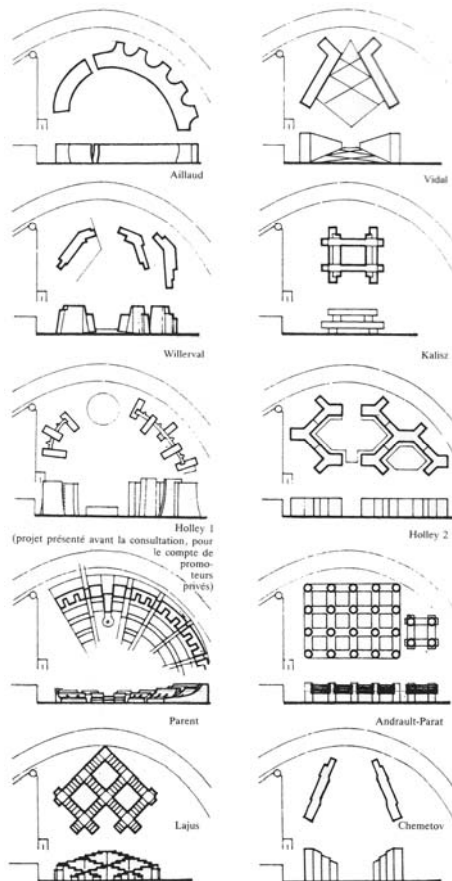 Aillaud
Vidal
Willerval
Kalisz
Holley 1
(projet présenté avant la consultation, pour
le compte de
promo-
teurs
privés)
Holley 2
Parent
Andrault-Parat
Lajus
Chemetov